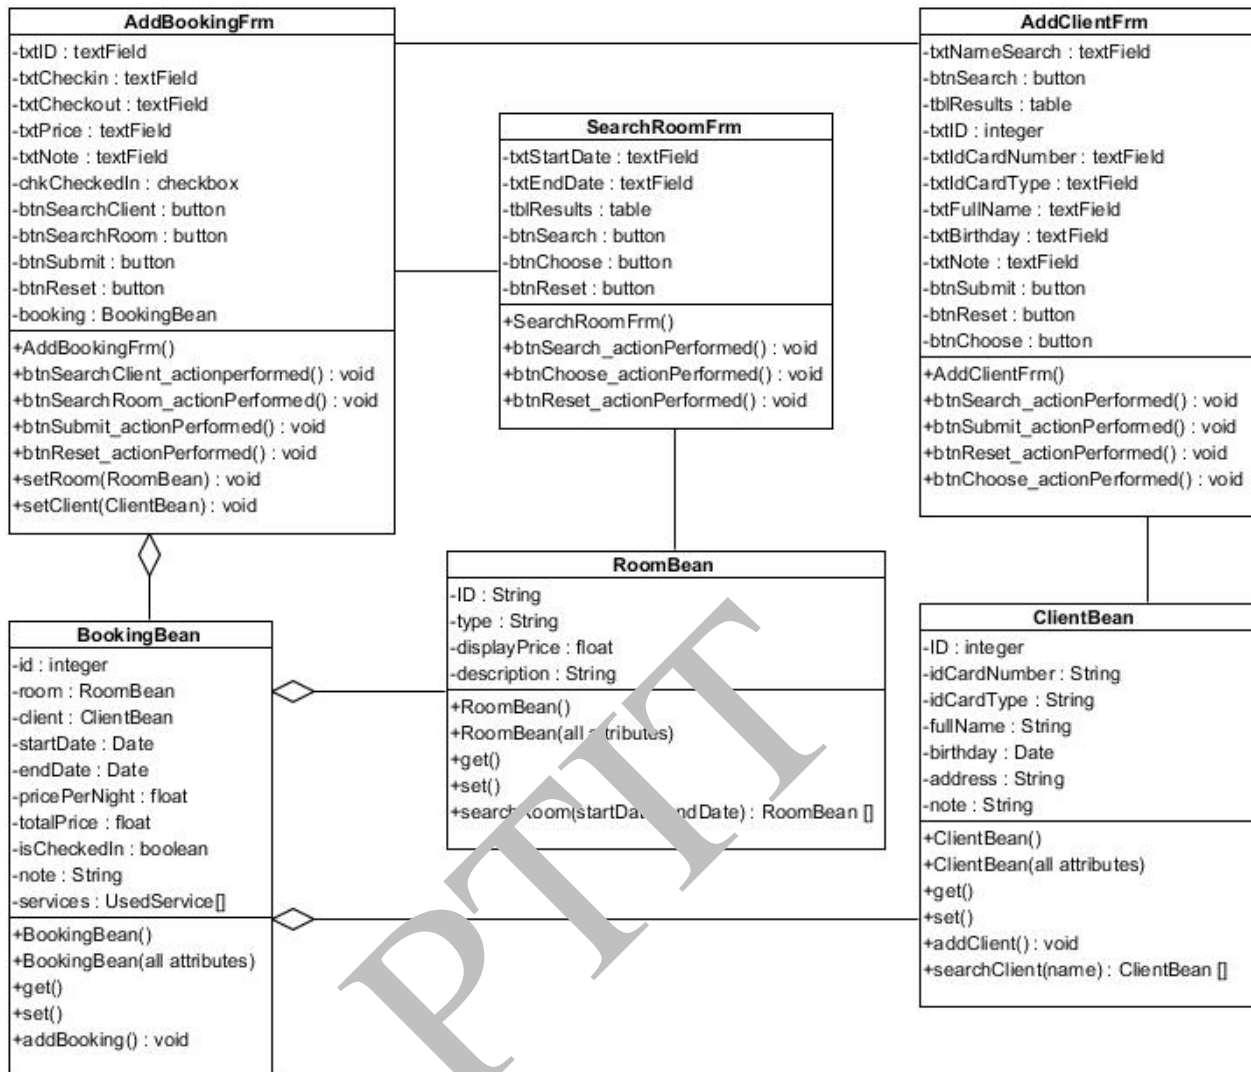 AddBookingFrm
-txtID : textField
-txtCheckin : textField
-txtCheckout : textField
-txtPrice : textField
-txtNote : textField
-chkCheckedIn : checkbox
-btnSearchClient : button
-btnSearchRoom : button
-btnSubmit : button
-btnReset : button
-booking : BookingBean
+AddBookingFrm()
+btnSearchClient_actionperformed() : void
+btnSearchRoom_actionPerformed() : void
+btnSubmit_actionPerformed() : void
+btnReset_actionPerformed() : void
+setRoom(RoomBean) : void
+setClient(ClientBean) : void
SearchRoomFrm
-txtStartDate : textField
-txtEndDate : textField
-tblResults : table
-btnSearch : button
-btnChoose : button
-btnReset : button
+SearchRoomFrm()
+btnSearch_actionPerformed() : void
+btnChoose_actionPerformed() : void
+btnReset_actionPerformed() : void
AddClientFrm
-txtNameSearch : textField
-btnSearch : button
-tblResults : table
-txtID : integer
-txtIdCardNumber : textField
-txtIdCardType : textField
-txtFullName : textField
-txtBirthday : textField
-txtNote : textField
-btnSubmit : button
-btnReset : button
-btnChoose : button
+AddClientFrm()
+btnSearch_actionPerformed() : void
+btnSubmit_actionPerformed() : void
+btnReset_actionPerformed() : void
+btnChoose_actionPerformed() : void
BookingBean
-id : integer
-room : RoomBean
-client : ClientBean
-startDate : Date
-endDate : Date
-pricePerNight : float
-totalPrice : float
-isCheckedIn : boolean
-note : String
-services : UsedService[]
+BookingBean()
+BookingBean(all attributes)
+get()
+set()
+addBooking() : void
RoomBean
-ID : String
-type : String
-displayPrice : float
-description : String
+RoomBean()
+RoomBean(all attributes)
+get()
+set()
+searchRoom(startDate, endDate) : RoomBean []
ClientBean
-ID : integer
-idCardNumber : String
-idCardType : String
-fullName : String
-birthday : Date
-address : String
-note : String
+ClientBean()
+ClientBean(all attributes)
+get()
+set()
+addClient() : void
+searchClient(name) : ClientBean []
PTIT